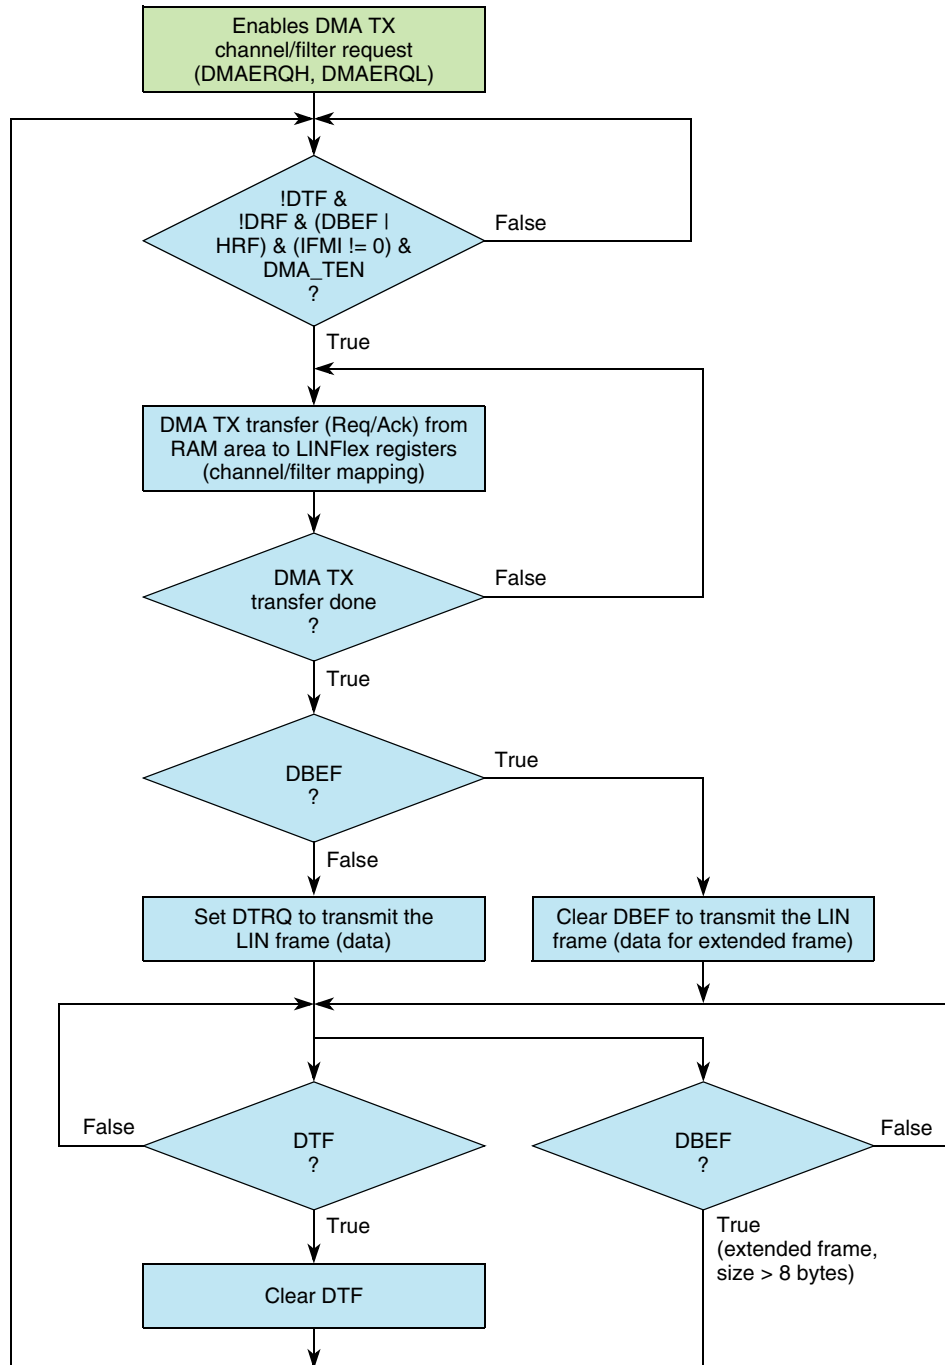 Enables DMA TX
channel/filter request
(DMAERQH, DMAERQL)
!DTF &
!DRF & (DBEF |
HRF) & (IFMI != 0) &
DMA_TEN
?
False
True
DMA TX transfer (Req/Ack) from
RAM area to LINFlex registers
(channel/filter mapping)
DMA TX
transfer done
?
False
True
DBEF
?
True
False
Set DTRQ to transmit the
LIN frame (data)
Clear DBEF to transmit the LIN
frame (data for extended frame)
False
DTF
?
DBEF
?
False
True
True
(extended frame,
size > 8 bytes)
Clear DTF